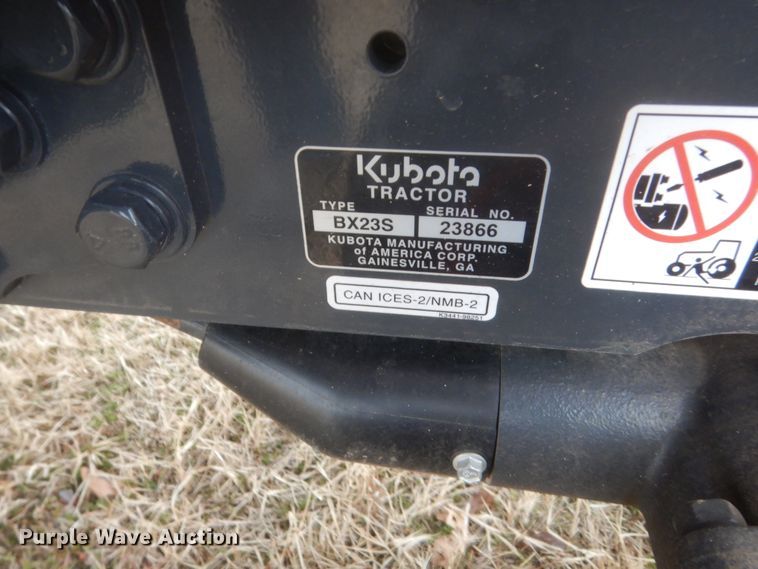 Kubota
TRACTOR
TYPE SERIAL NO.
BX23S 23866
KUBOTA MANUFACTURING
of AMERICA CORP.
GAINESVILLE, GA
CAN ICES-2/NMB-2
Purple Wave Auction